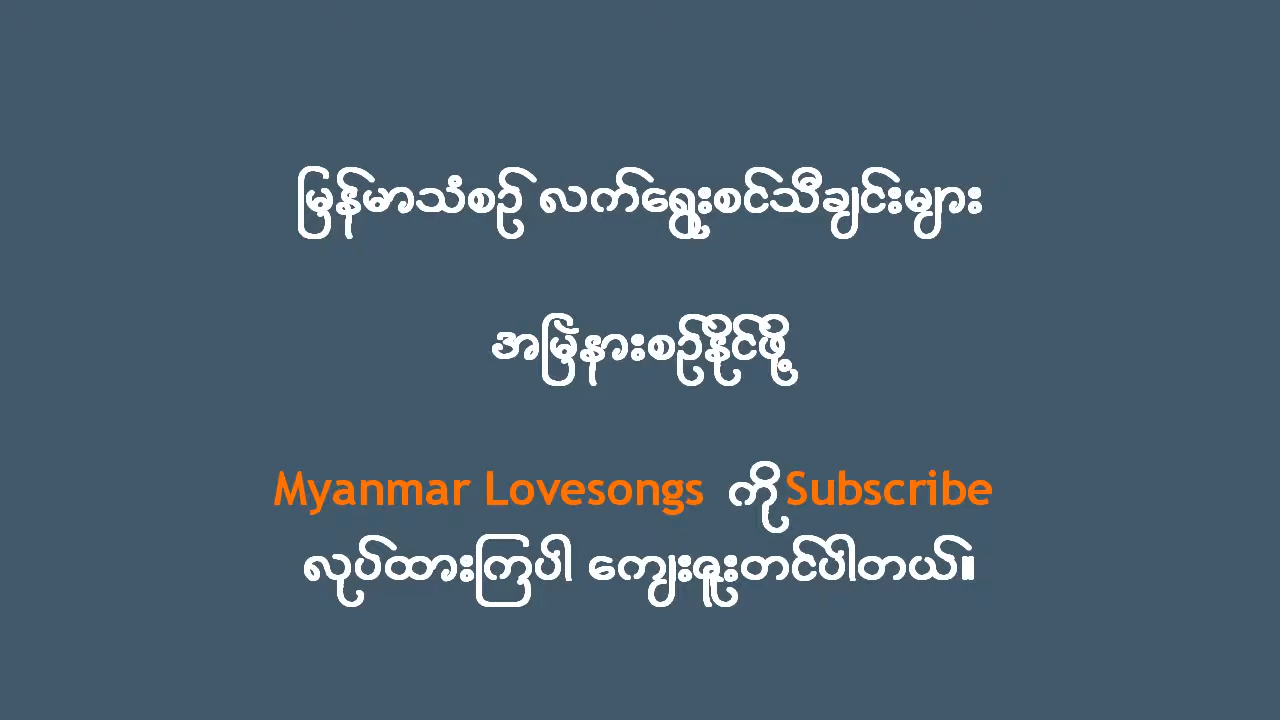 မြန်မာသံစဉ် လက်ရွေးစင်သီချင်းများ
အမြဲနားစဉ်နိုင်ဖို့
Myanmar Lovesongs ကို Subscribe
လုပ်ထားကြပါ ကျေးဇူးတင်ပါတယ်။